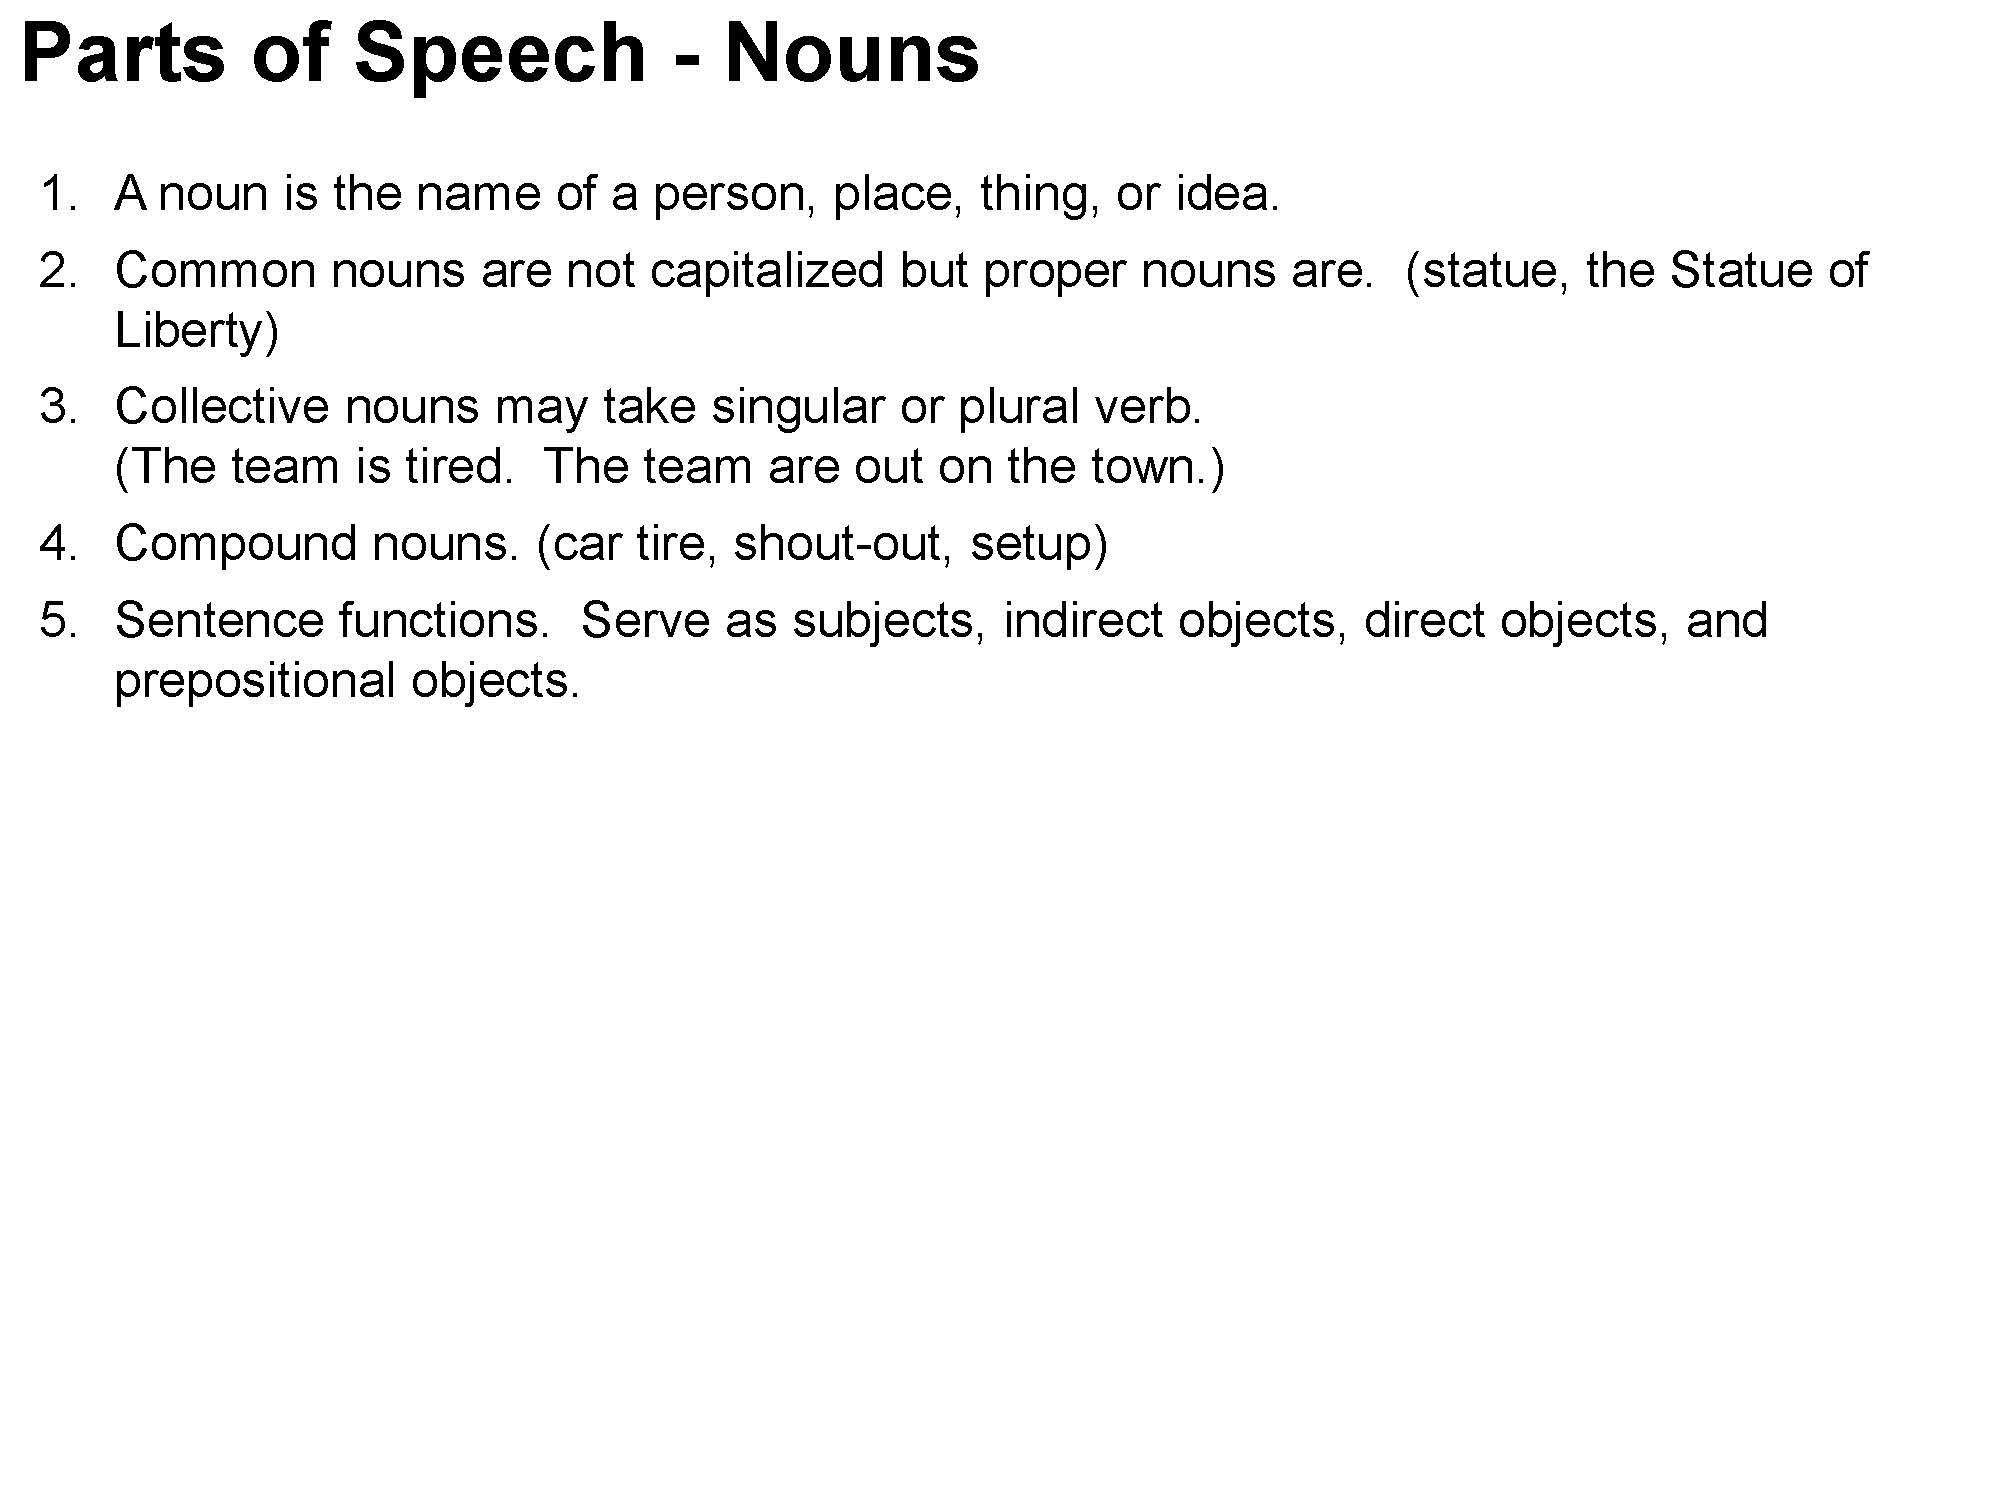 Parts of Speech - Nouns
1. A noun is the name of a person, place, thing, or idea.
2. Common nouns are not capitalized but proper nouns are.  (statue, the Statue of
Liberty)
3. Collective nouns may take singular or plural verb.
(The team is tired.  The team are out on the town.)
4. Compound nouns. (car tire, shout-out, setup)
5. Sentence functions.  Serve as subjects, indirect objects, direct objects, and
prepositional objects.